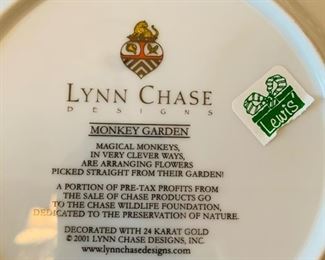 LYNN CHASE
DESIGNS
MONKEY GARDEN
MAGICAL MONKEYS,
IN VERY CLEVER WAYS,
ARE ARRANGING FLOWERS
PICKED STRAIGHT FROM THEIR GARDEN!
A PORTION OF PRE-TAX PROFITS FROM
THE SALE OF CHASE PRODUCTS GO
TO THE CHASE WILDLIFE FOUNDATION,
DEDICATED TO THE PRESERVATION OF NATURE.
DECORATED WITH 24 KARAT GOLD
© 2001 LYNN CHASE DESIGNS, INC.
www.lynnchasedesigns.com
Lewis'